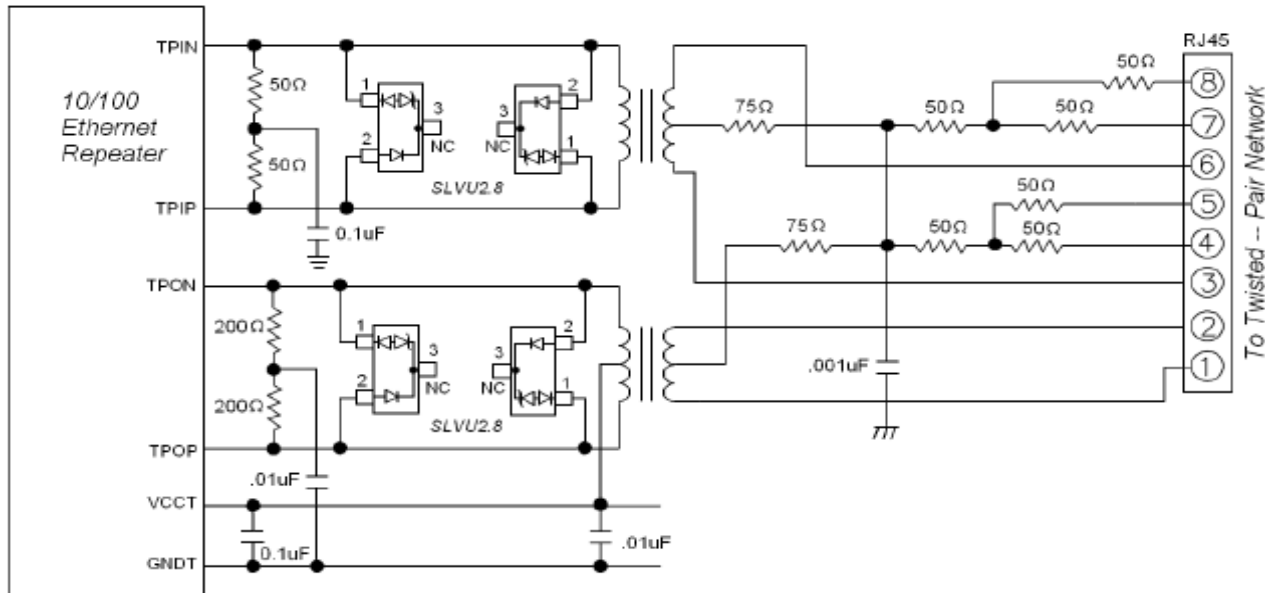 RJ45
TPIN
50Ω
8
10/100
Ethernet
Repeater
50Ω
1
2
3
NC
3
NC
2
1
75Ω
50Ω
50Ω
7
50Ω
SLVU2.8
6
TPIP
0.1uF
50Ω
5
75Ω
50Ω
50Ω
4
TPON
3
200Ω
1
2
3
NC
3
NC
2
1
2
200Ω
SLVU2.8
.001uF
1
TPOP
.01uF
VCCT
0.1uF
.01uF
GNDT
To Twisted -- Pair Network